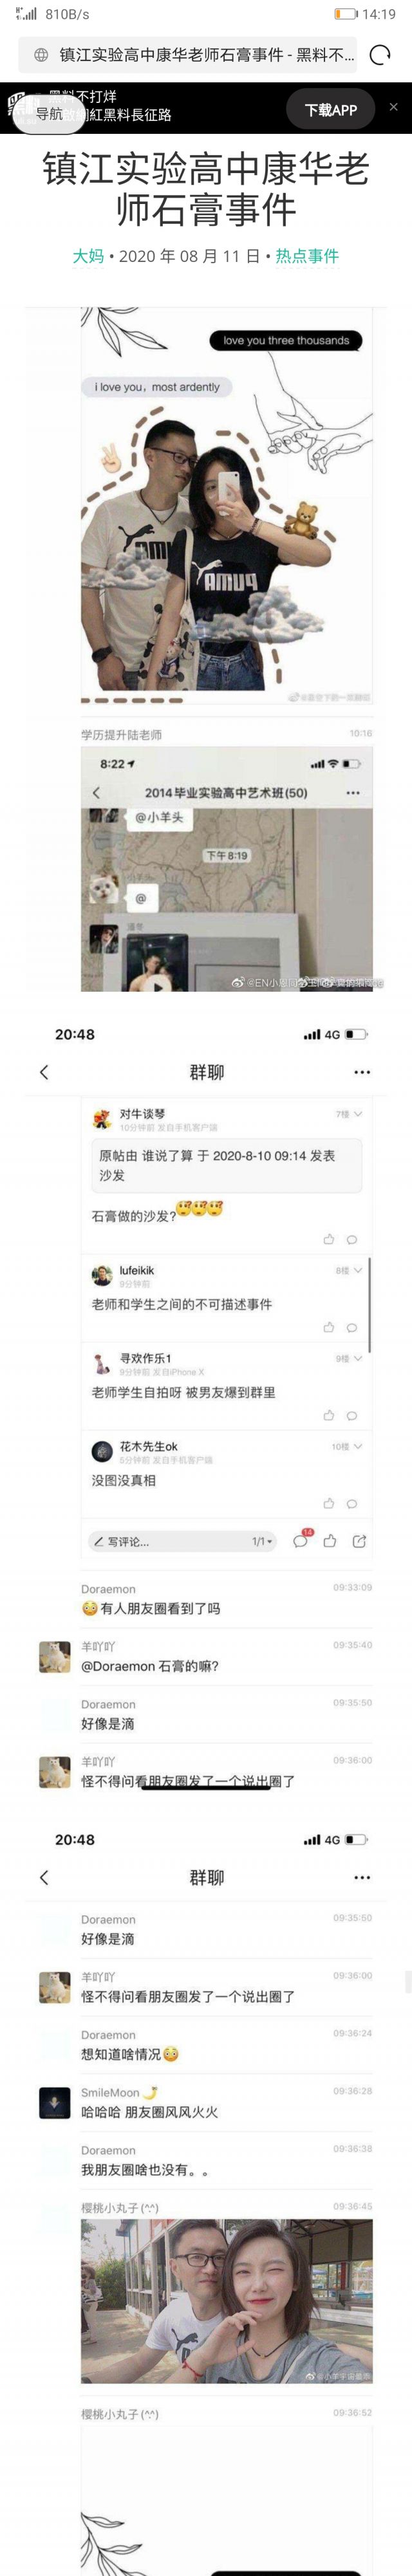 810B/s
14:19
镇江实验高中康华老师石膏事件 - 黑料不...
黑料不打烊
導航
網紅黑料長征路
下载APP
镇江实验高中康华老
师石膏事件
大妈 • 2020 年 08 月 11 日 • 热点事件
love you three thousands
i love you，most ardently
PUMA
学历提升陆老师
10:16
8:22
2014毕业实验高中艺术班(50)
@小羊头
下午8:19
@
20:48
4G
群聊
对牛谈琴
7楼
10分钟前 发自手机客户端
原帖由 谁说了算 于 2020-8-10 09:14 发表
沙发
石膏做的沙发?
lufeikik
8楼
9分钟前
老师和学生之间的不可描述事件
寻欢作乐1
9楼
9分钟前 发自iPhone X
老师学生自拍呀 被男友爆到群里
花木先生ok
10楼
5分钟前 发自手机客户端
没图没真相
写评论...
1/1
14
Doraemon
09:33:09
😳有人朋友圈看到了吗
羊吖吖
09:35:40
@Doraemon 石膏的嘛?
Doraemon
09:35:50
好像是滴
羊吖吖
09:36:00
怪不得问看朋友圈发了一个说出圈了
20:48
4G
群聊
Doraemon
09:35:50
好像是滴
羊吖吖
09:36:00
怪不得问看朋友圈发了一个说出圈了
Doraemon
09:36:24
想知道啥情况😳
SmileMoon🌙
09:36:28
哈哈哈 朋友圈风风火火
Doraemon
09:36:38
我朋友圈啥也没有。。
樱桃小丸子(^^)
09:36:45
樱桃小丸子(^^)
09:36:52